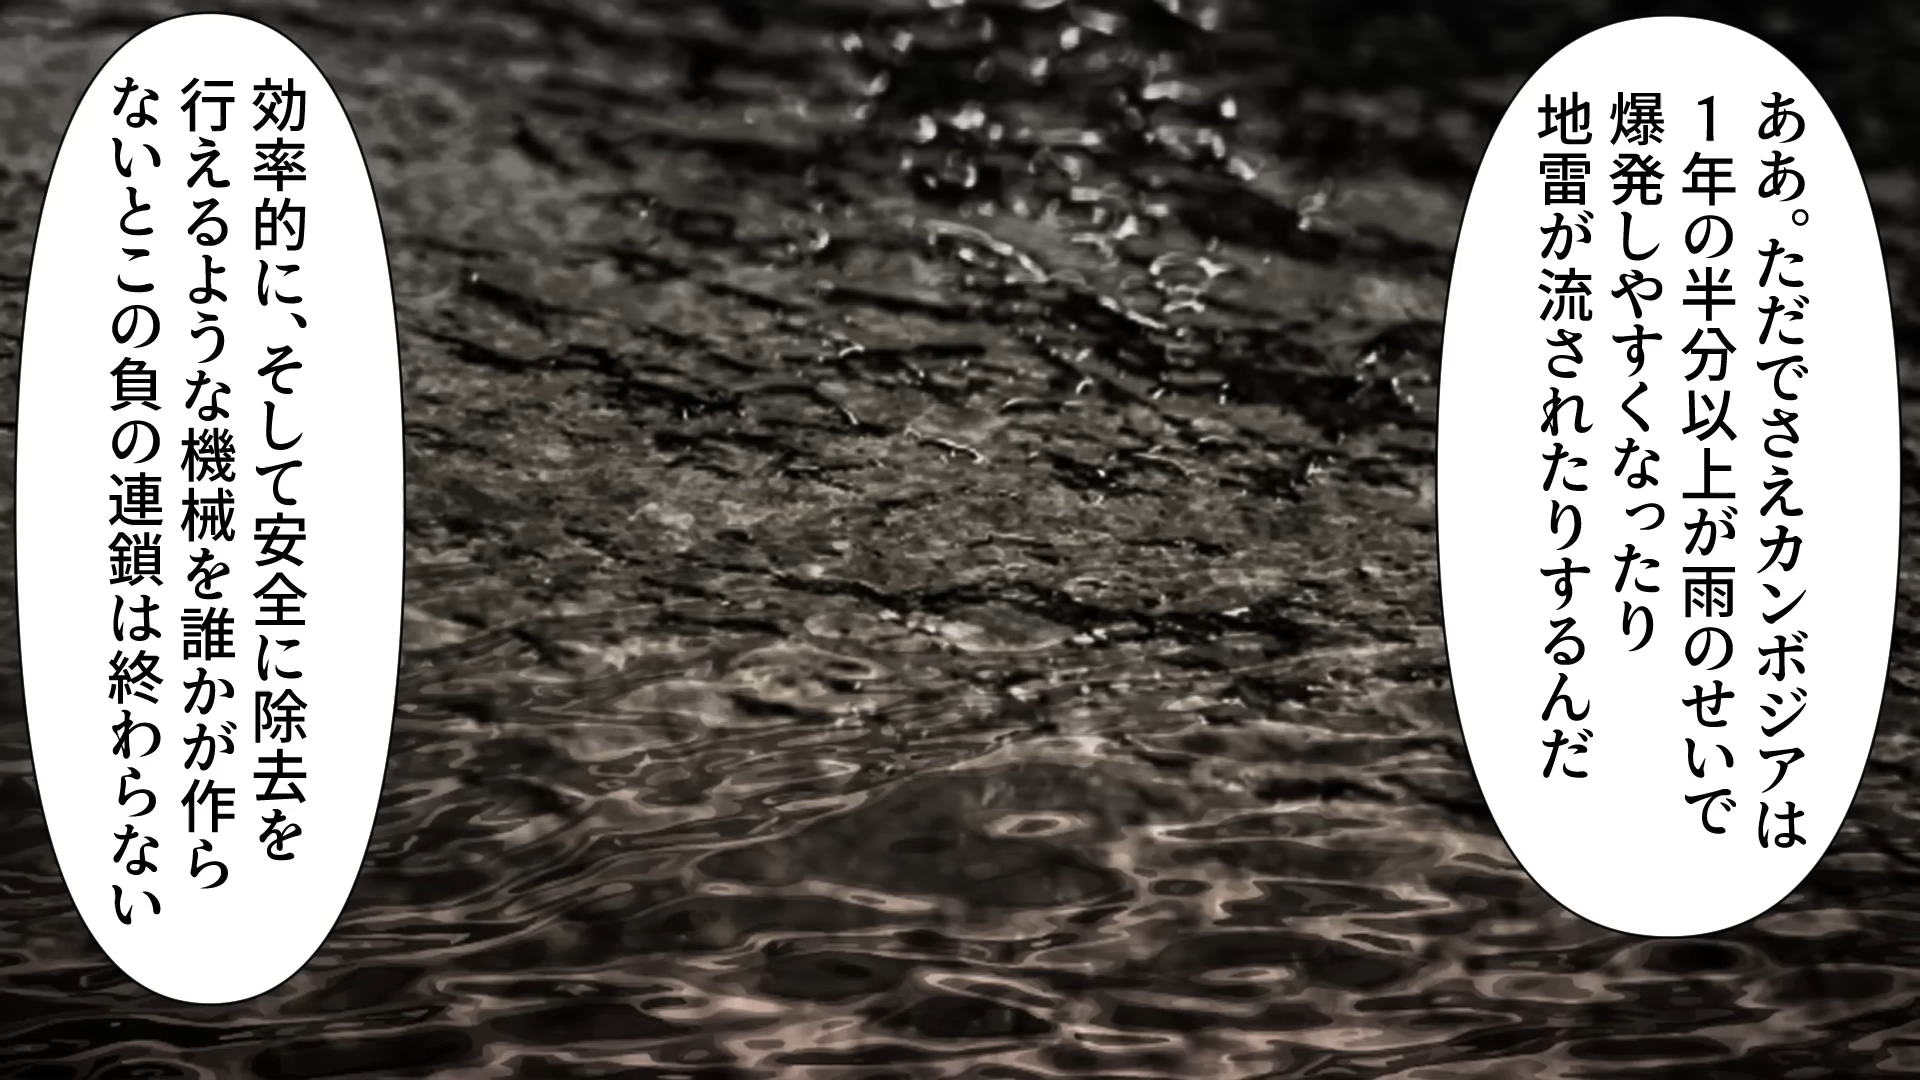 ああ。ただでさえカンボジアは
１年の半分以上が雨のせいで
爆発しやすくなったり
地雷が流されたりするんだ
効率的に、そして安全に除去を
行えるような機械を誰かが作ら
ないとこの負の連鎖は終わらない